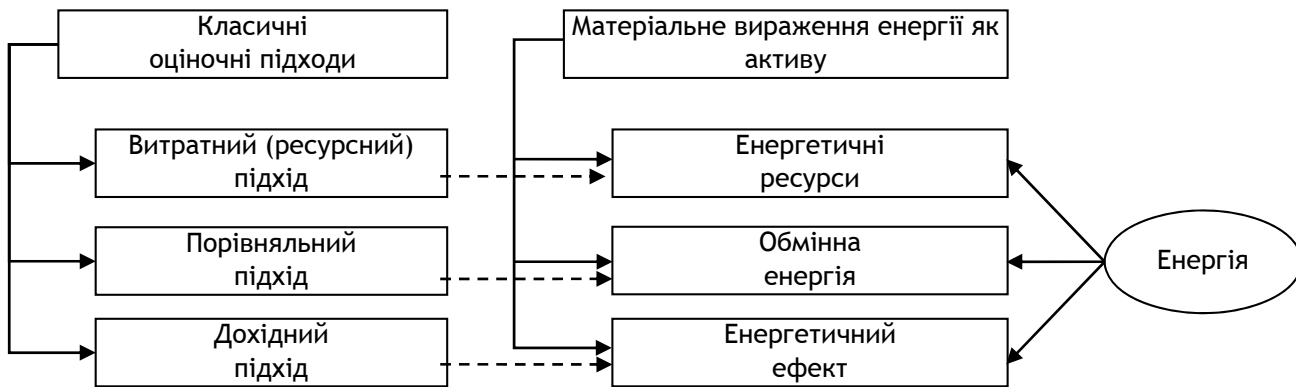 Класичні
оціночні підходи
Матеріальне вираження енергії як
активу
Витратний (ресурсний)
підхід
Енергетичні
ресурси
Порівняльний
підхід
Обмінна
енергія
Енергія
Дохідний
підхід
Енергетичний
ефект